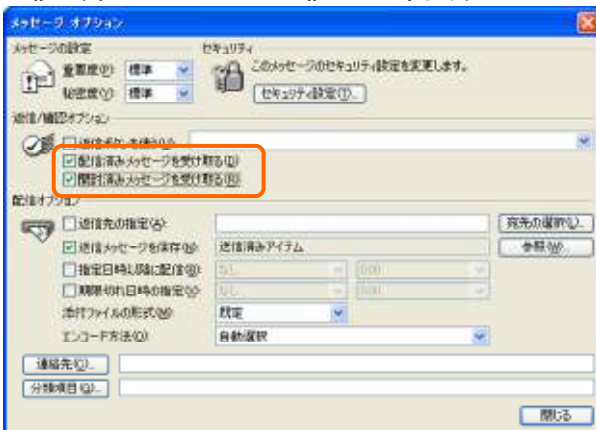 メッセージ オプション
メッセージの設定
セキュリティ
重要度(P): 標準
このメッセージのセキュリティ設定を変更します。
秘密度(V): 標準
セキュリティ設定(T)...
返信/確認オプション
配信済みメッセージを受け取る(D)
開封済みメッセージを受け取る(R)
配信オプション
返信先の指定(A):
宛先の選択(L)...
送信メッセージを保存(N): 送信済みアイテム
参照(W)...
指定日時以降に配信(B): なし 0:00
期限切れ日時の指定(X): なし 0:00
添付ファイルの形式(M): 既定
エンコード方法(O): 自動選択
連絡先(C)...
分類項目(G)...
閉じる